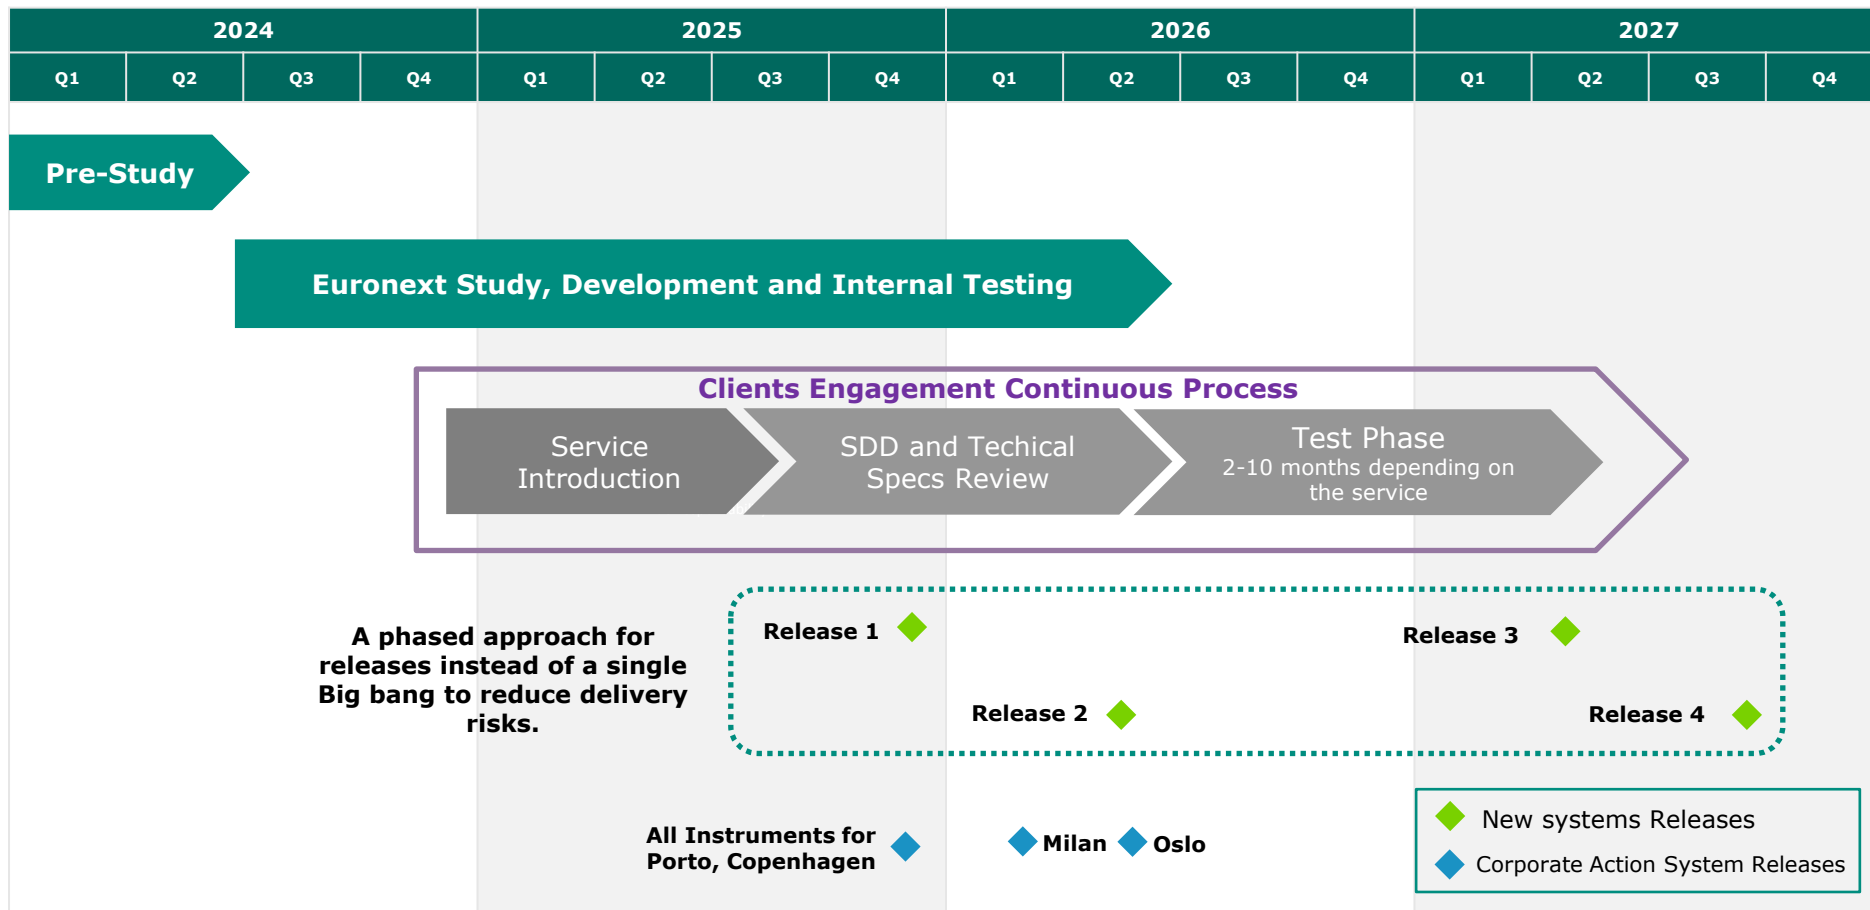 2024
2025
2026
2027
Q1
Q2
Q3
Q4
Q1
Q2
Q3
Q4
Q1
Q2
Q3
Q4
Q1
Q2
Q3
Q4
Pre-Study
Euronext Study, Development and Internal Testing
Clients Engagement Continuous Process
Service
Introduction
SDD and Techical
Specs Review
Test Phase
2-10 months depending on
the service
A phased approach for
releases instead of a single
Big bang to reduce delivery
risks.
Release 1
Release 2
Release 3
Release 4
All Instruments for
Porto, Copenhagen
Milan
Oslo
New systems Releases
Corporate Action System Releases